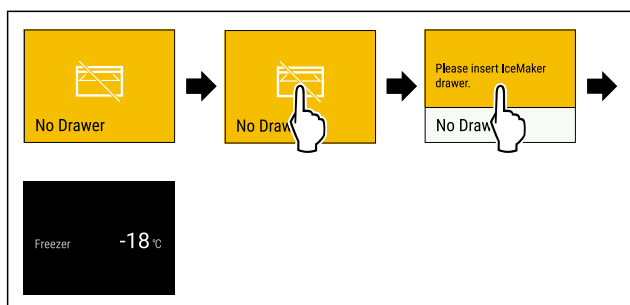 No Drawer
No Draw
Please insert IceMaker
drawer.
No Draw
Freezer -18 °C